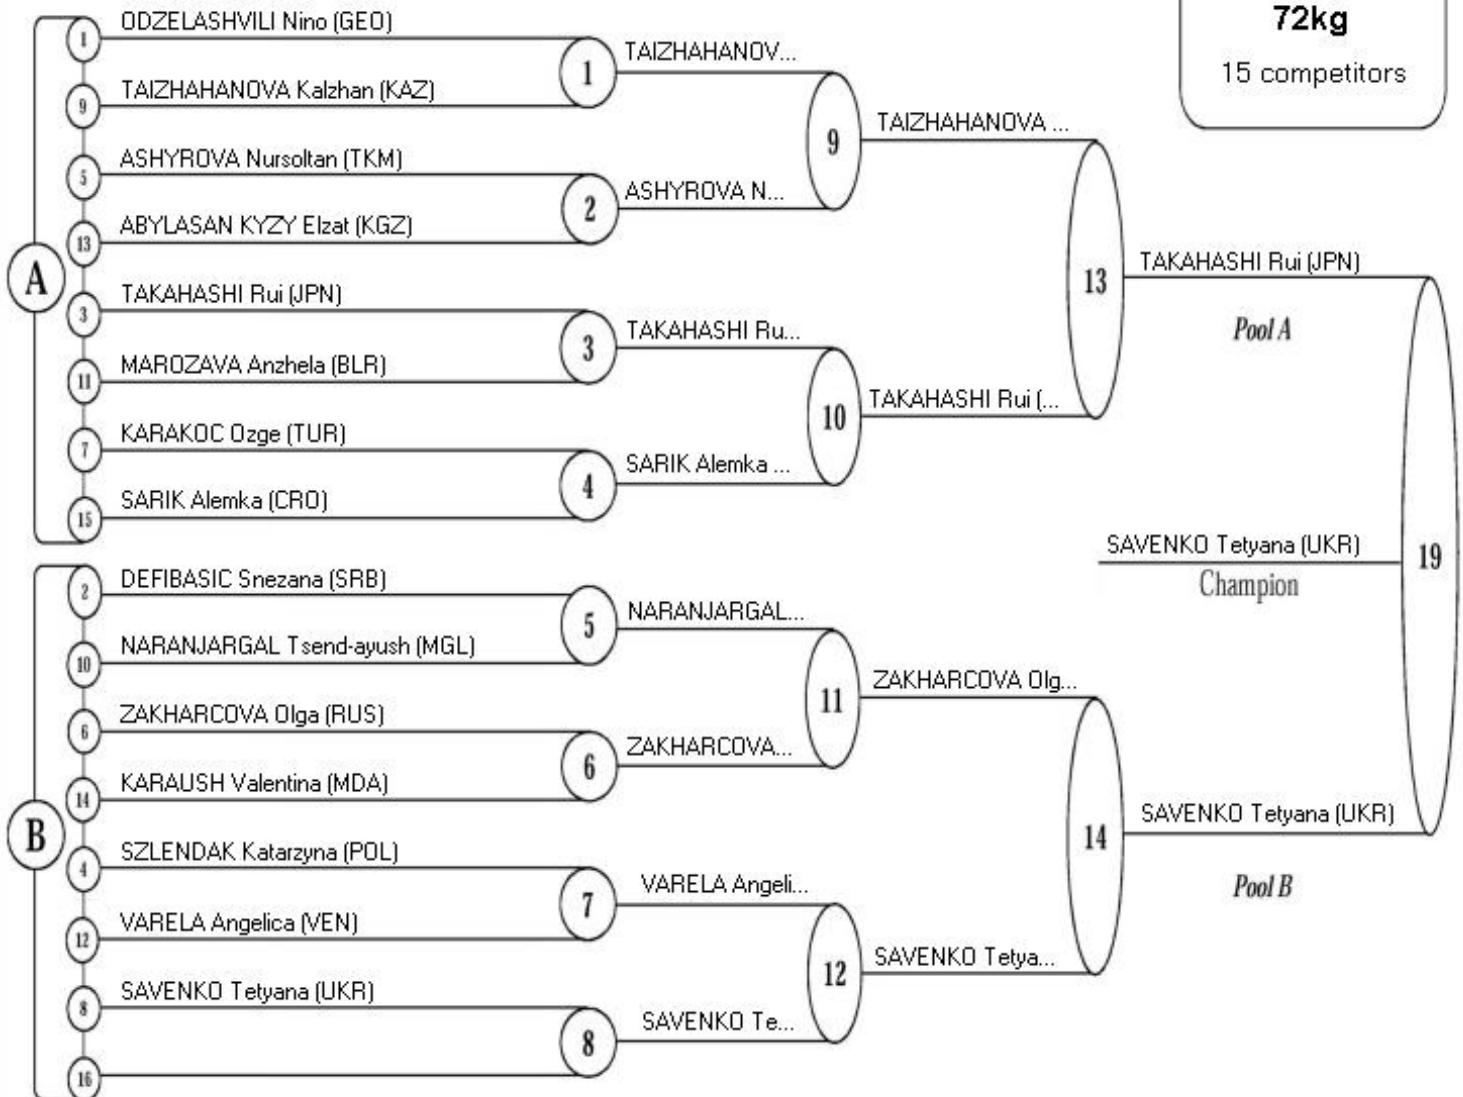 72kg
15 competitors
A
1 ODZELASHVILI Nino (GEO)
9 TAIZHAHANOVA Kalzhan (KAZ)
5 ASHYROVA Nursoltan (TKM)
13 ABYLASAN KYZY Elzat (KGZ)
3 TAKAHASHI Rui (JPN)
11 MAROZAVA Anzhela (BLR)
7 KARAKOC Ozge (TUR)
15 SARIK Alemka (CRO)
B
2 DEFIBASIC Snezana (SRB)
10 NARANJARGAL Tsend-ayush (MGL)
6 ZAKHARCOVA Olga (RUS)
14 KARAUSH Valentina (MDA)
4 SZLENDAK Katarzyna (POL)
12 VARELA Angelica (VEN)
8 SAVENKO Tetyana (UKR)
16
1 TAIZHAHANOV...
2 ASHYROVA N...
3 TAKAHASHI Ru...
4 SARIK Alemka ...
5 NARANJARGAL...
6 ZAKHARCOVA...
7 VARELA Angeli...
8 SAVENKO Te...
9 TAIZHAHANOVA ...
10 TAKAHASHI Rui (...
11 ZAKHARCOVA Olg...
12 SAVENKO Tetya...
13 TAKAHASHI Rui (JPN)
Pool A
14 SAVENKO Tetyana (UKR)
Pool B
19 SAVENKO Tetyana (UKR)
Champion